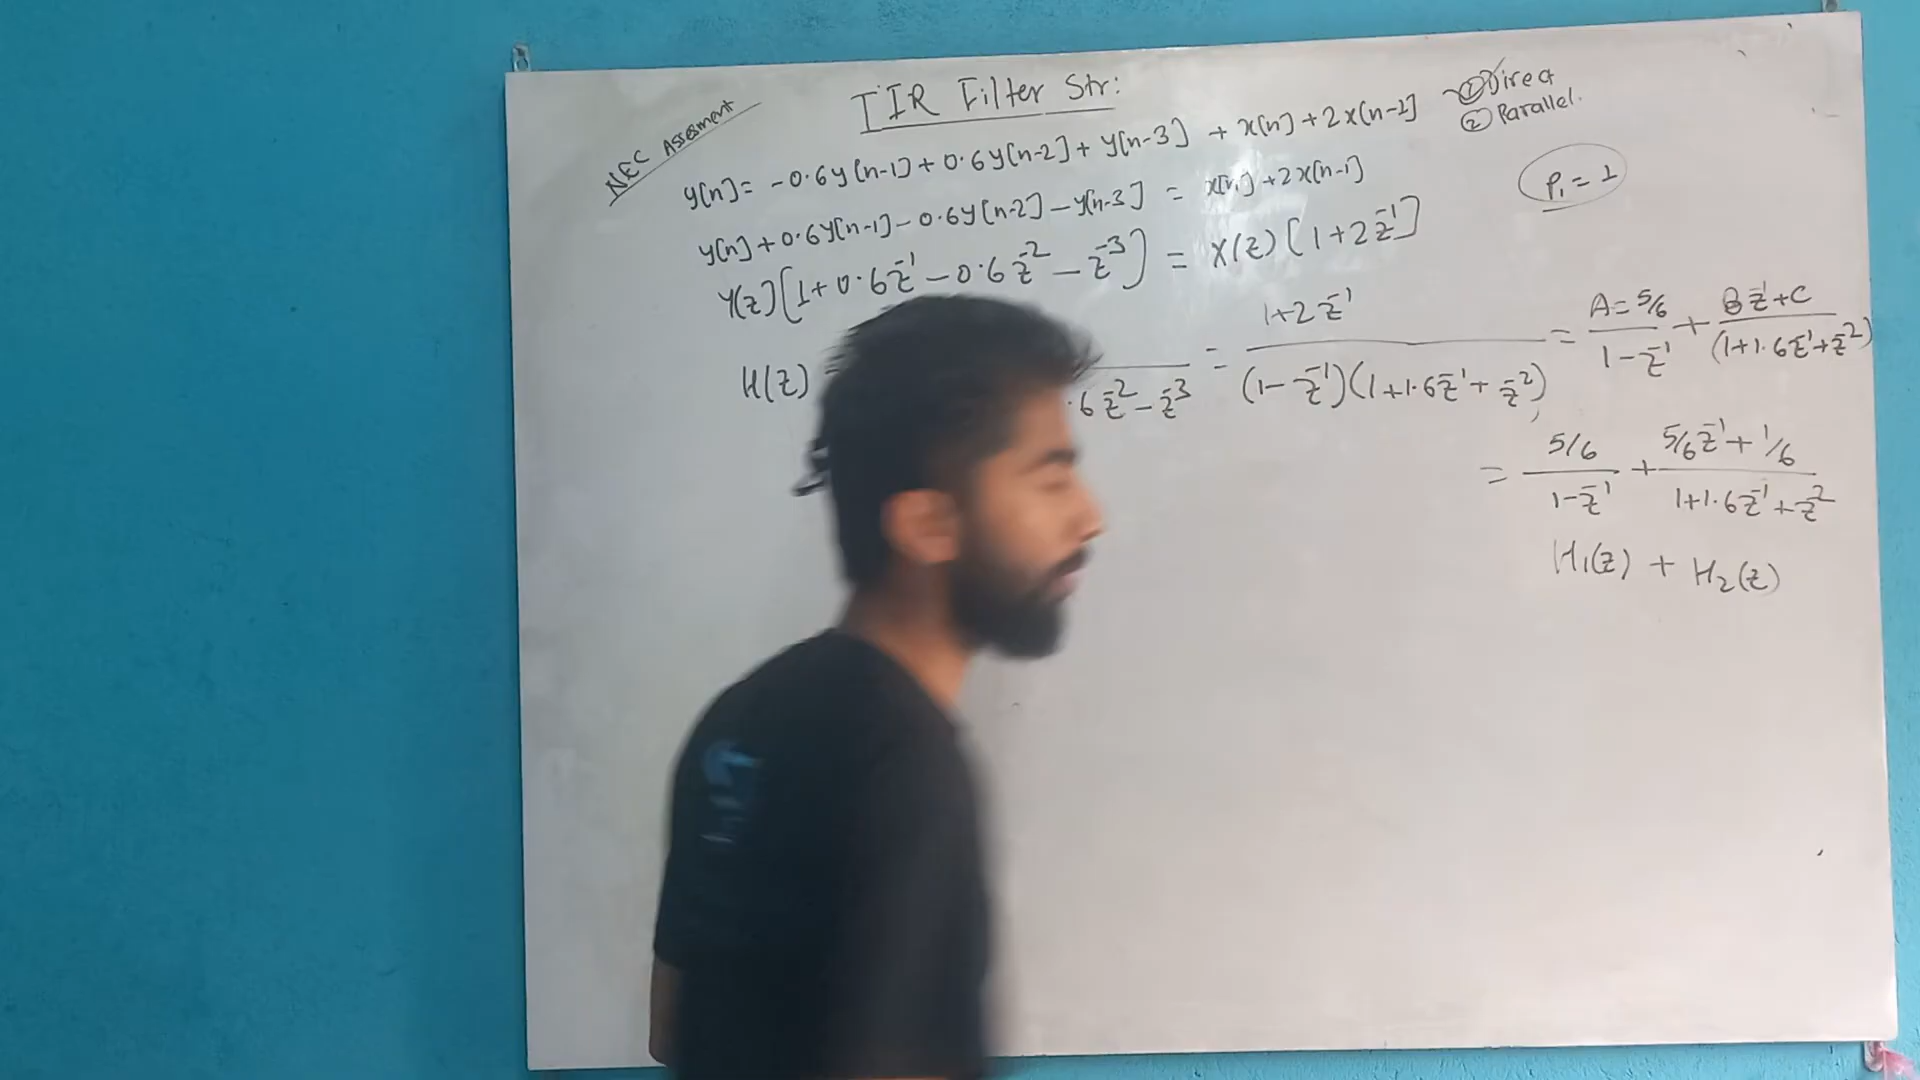 NEC Assesment
IIR Filter Str:
① Direct
② Parallel.
y[n] = -0.6y[n-1] + 0.6y[n-2] + y[n-3] + x[n] + 2x[n-1]
y[n] + 0.6y[n-1] - 0.6y[n-2] - y[n-3] = x[n] + 2x[n-1]
P₁ = 1
Y(z)[1 + 0.6z⁻¹ - 0.6z⁻² - z⁻³] = X(z)[1 + 2z⁻¹]
H(z) = .6z⁻² - z⁻³ = 1+2z⁻¹ / (1-z⁻¹)(1+1.6z⁻¹+z⁻²) = A=5/6 / 1-z⁻¹ + Bz⁻¹+C / (1+1.6z⁻¹+z⁻²)
= 5/6 / 1-z⁻¹ + 5/6z⁻¹+1/6 / 1+1.6z⁻¹+z⁻²
H₁(z) + H₂(z)